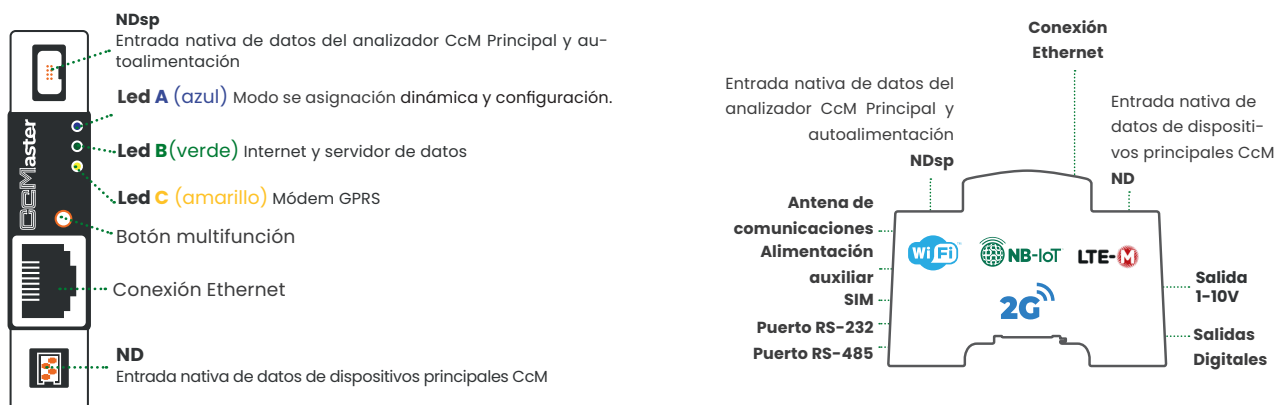 NDsp
Entrada nativa de datos del analizador CcM Principal y au-
toalimentación
Led A (azul) Modo se asignación dinámica y configuración.
Led B(verde) Internet y servidor de datos
Led C (amarillo) Módem GPRS
Botón multifunción
Conexión Ethernet
ND
Entrada nativa de datos de dispositivos principales CcM
CcMaster
Conexión
Ethernet
Entrada nativa de datos del
analizador CcM Principal y
autoalimentación
NDsp
Entrada nativa de
datos de dispositi-
vos principales CcM
ND
Antena de
comunicaciones
Alimentación
auxiliar
SIM
Puerto RS-232
Puerto RS-485
WiFi
NB-IoT
LTE-M
2G
Salida
1-10V
Salidas
Digitales